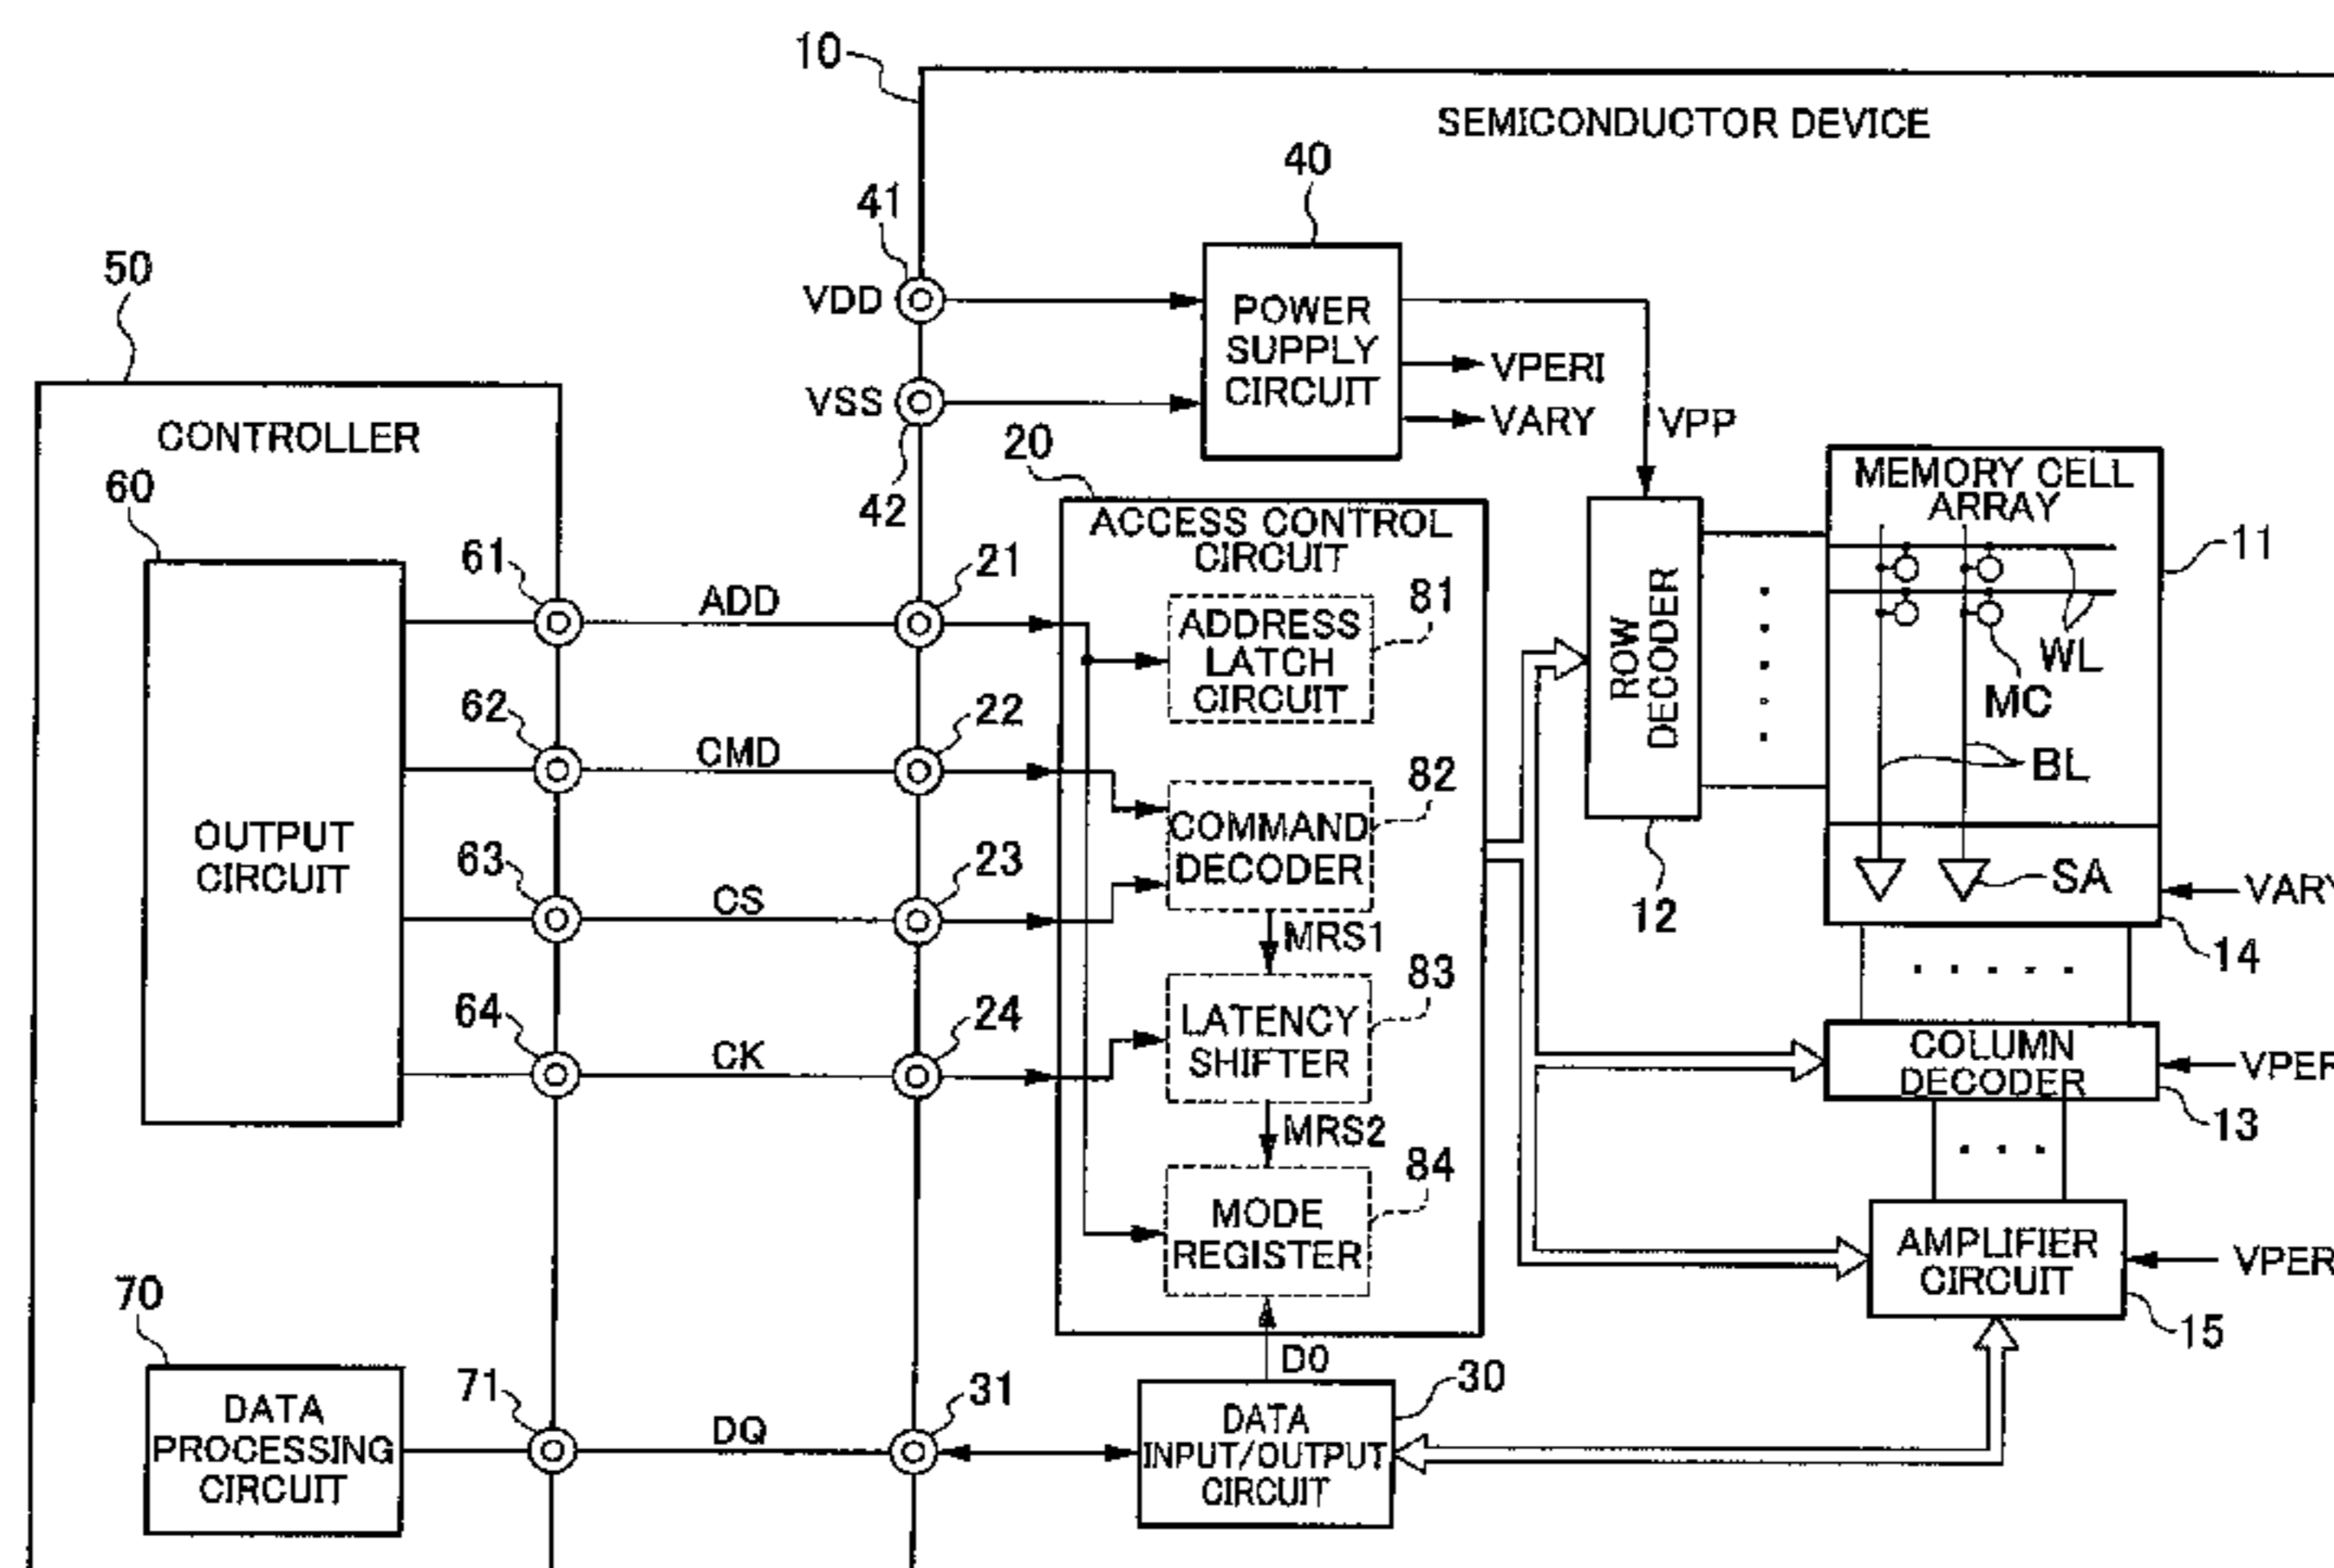 10
SEMICONDUCTOR DEVICE
40
41
VDD
POWER
SUPPLY
CIRCUIT
VPERI
VARY
VPP
VSS
42
50
CONTROLLER
60
OUTPUT
CIRCUIT
61
ADD
21
62
CMD
22
63
CS
23
64
CK
24
20
ACCESS CONTROL
CIRCUIT
81
ADDRESS
LATCH
CIRCUIT
82
COMMAND
DECODER
MRS1
83
LATENCY
SHIFTER
MRS2
84
MODE
REGISTER
D0
ROW
DECODER
12
MEMORY CELL
ARRAY
11
WL
MC
BL
SA
VARY
14
COLUMN
DECODER
VPER
13
AMPLIFIER
CIRCUIT
VPER
15
70
DATA
PROCESSING
CIRCUIT
71
DQ
31
30
DATA
INPUT/OUTPUT
CIRCUIT